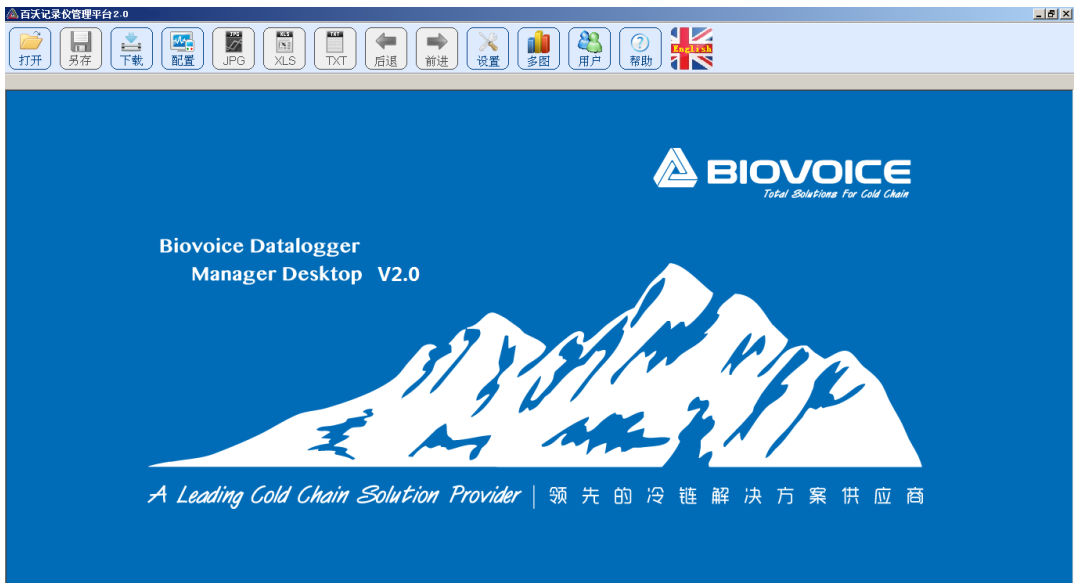 百沃记录仪管理平台2.0
打开 另存 下载 配置 JPG XLS TXT 后退 前进 设置 多图 用户 帮助 English
BIOVOICE
Total Solutions For Cold Chain
Biovoice Datalogger
Manager Desktop V2.0
A Leading Cold Chain Solution Provider | 领先的冷链解决方案供应商